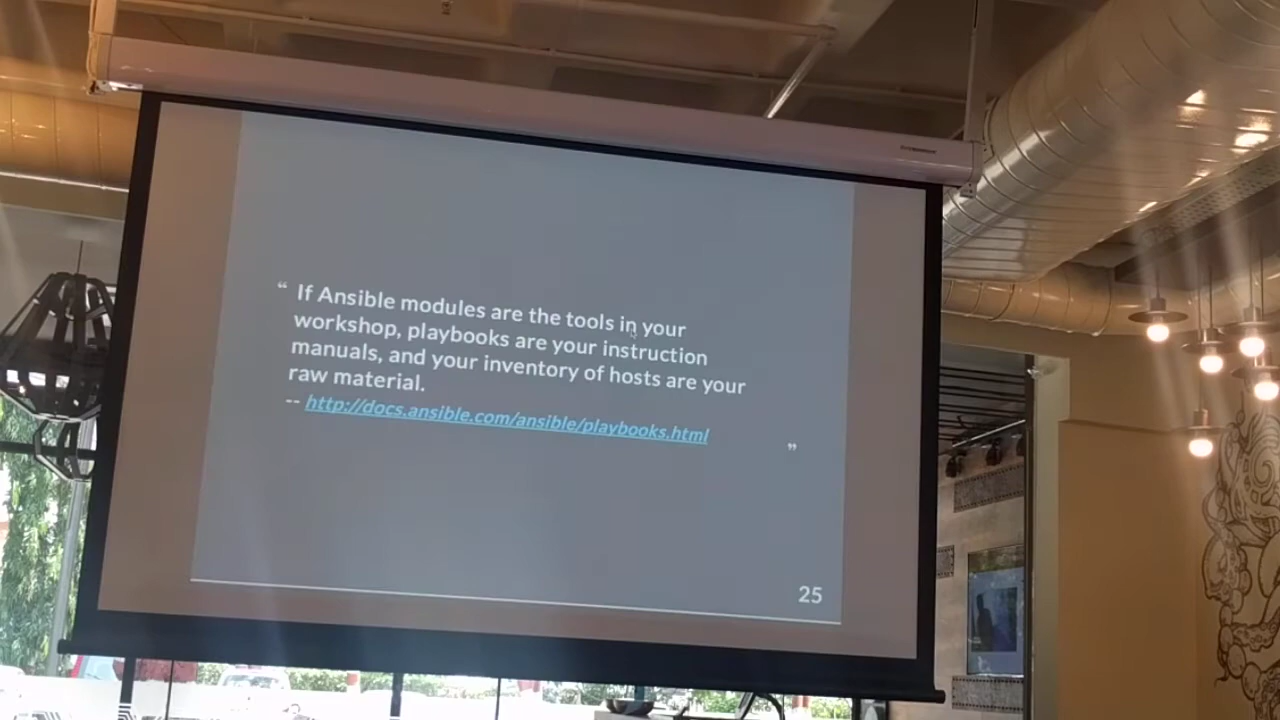 “ If Ansible modules are the tools in your
workshop, playbooks are your instruction
manuals, and your inventory of hosts are your
raw material.
-- http://docs.ansible.com/ansible/playbooks.html
”
25